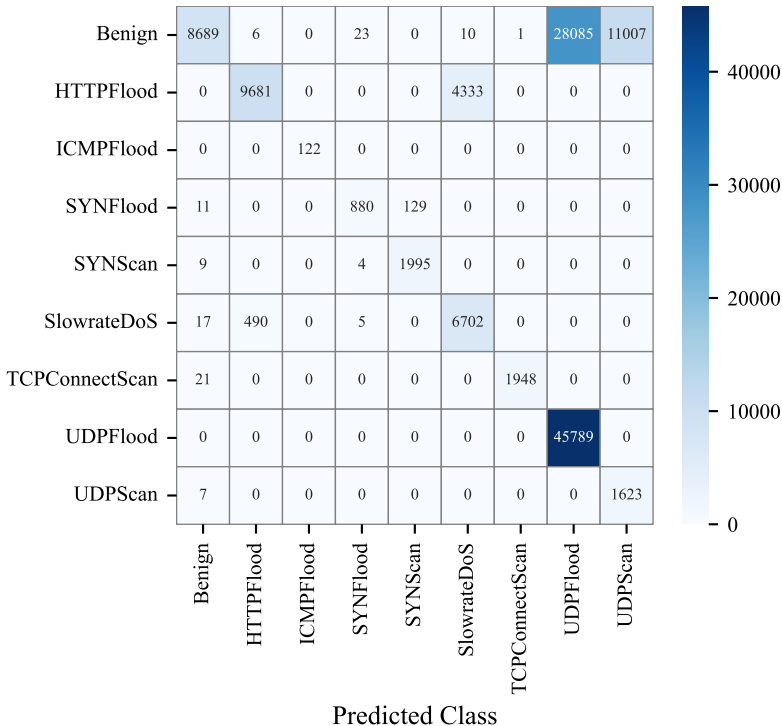 Benign 8689 6 0 23 0 10 1 28085 11007
HTTPFlood 0 9681 0 0 0 4333 0 0 0
ICMPFlood 0 0 122 0 0 0 0 0 0
SYNFlood 11 0 0 880 129 0 0 0 0
SYNScan 9 0 0 4 1995 0 0 0 0
SlowrateDoS 17 490 0 5 0 6702 0 0 0
TCPConnectScan 21 0 0 0 0 0 1948 0 0
UDPFlood 0 0 0 0 0 0 0 45789 0
UDPScan 7 0 0 0 0 0 0 0 1623
Benign
HTTPFlood
ICMPFlood
SYNFlood
SYNScan
SlowrateDoS
TCPConnectScan
UDPFlood
UDPScan
Predicted Class
40000
30000
20000
10000
0